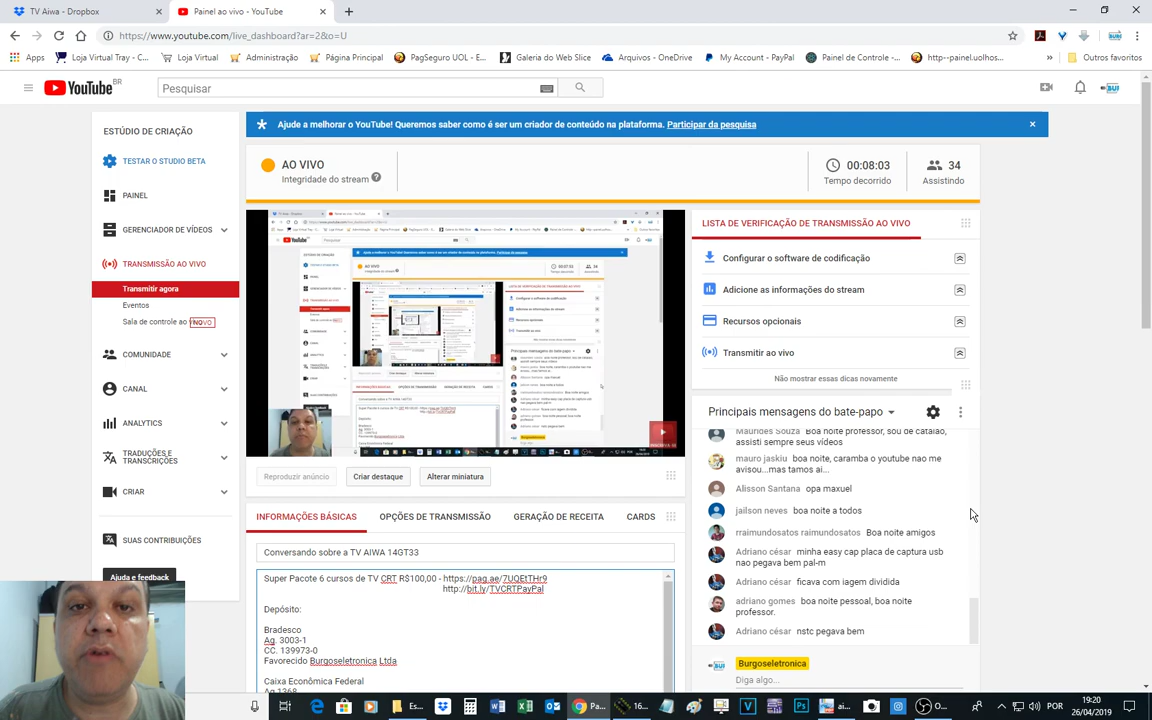 TV Aiwa - Dropbox
Painel ao vivo - YouTube
https://www.youtube.com/live_dashboard?ar=2&o=U
Apps
Loja Virtual Tray - C...
Loja Virtual
Administração
Página Principal
PagSeguro UOL - E...
Galeria do Web Slice
Arquivos - OneDrive
My Account - PayPal
Painel de Controle -...
http--painel.uolhos...
Outros favoritos
YouTube BR
Pesquisar
ESTÚDIO DE CRIAÇÃO
Ajude a melhorar o YouTube! Queremos saber como é ser um criador de conteúdo na plataforma. Participar da pesquisa
TESTAR O STUDIO BETA
PAINEL
GERENCIADOR DE VÍDEOS
TRANSMISSÃO AO VIVO
Transmitir agora
Eventos
Sala de controle ao
COMUNIDADE
CANAL
ANALYTICS
TRADUÇÕES E
TRANSCRIÇÕES
CRIAR
SUAS CONTRIBUIÇÕES
Ajuda e feedback
AO VIVO
Integridade do stream
00:08:03
Tempo decorrido
34
Assistindo
Reproduzir anúncio
Criar destaque
Alterar miniatura
INFORMAÇÕES BÁSICAS
OPÇÕES DE TRANSMISSÃO
GERAÇÃO DE RECEITA
CARDS
Conversando sobre a TV AIWA 14GT33
Super Pacote 6 cursos de TV CRT R$100,00 - https://pag.ae/7UQEtTHr9
http://bit.ly/TVCRTPayPal
Depósito:
Bradesco
Ag. 3003-1
CC. 139973-0
Favorecido Burgoseletronica Ltda
Caixa Econômica Federal
Ag 1368
LISTA DE VERIFICAÇÃO DE TRANSMISSÃO AO VIVO
Configurar o software de codificação
Adicione as informações do stream
Recursos opcionais
Transmitir ao vivo
Não mostrar essas dicas novamente
Principais mensagens do bate-papo
Maurides Souza Boa noite professor, sou de catalao,
assisti sempre seus vídeos
mauro jaskiu boa noite, caramba o youtube nao me
avisou...mas tamos ai...
Alisson Santana opa maxuel
jailson neves boa noite a todos
rraimundosatos raimundosatos Boa noite amigos
Adriano césar minha easy cap placa de captura usb
nao pegava bem pal-m
Adriano césar ficava com iagem dividida
adriano gomes boa noite pessoal, boa noite
professor.
Adriano césar nstc pegava bem
Burgoseletronica
Diga algo...
Es...
Pa...
16...
ai...
O...
POR
19:20
26/04/2019